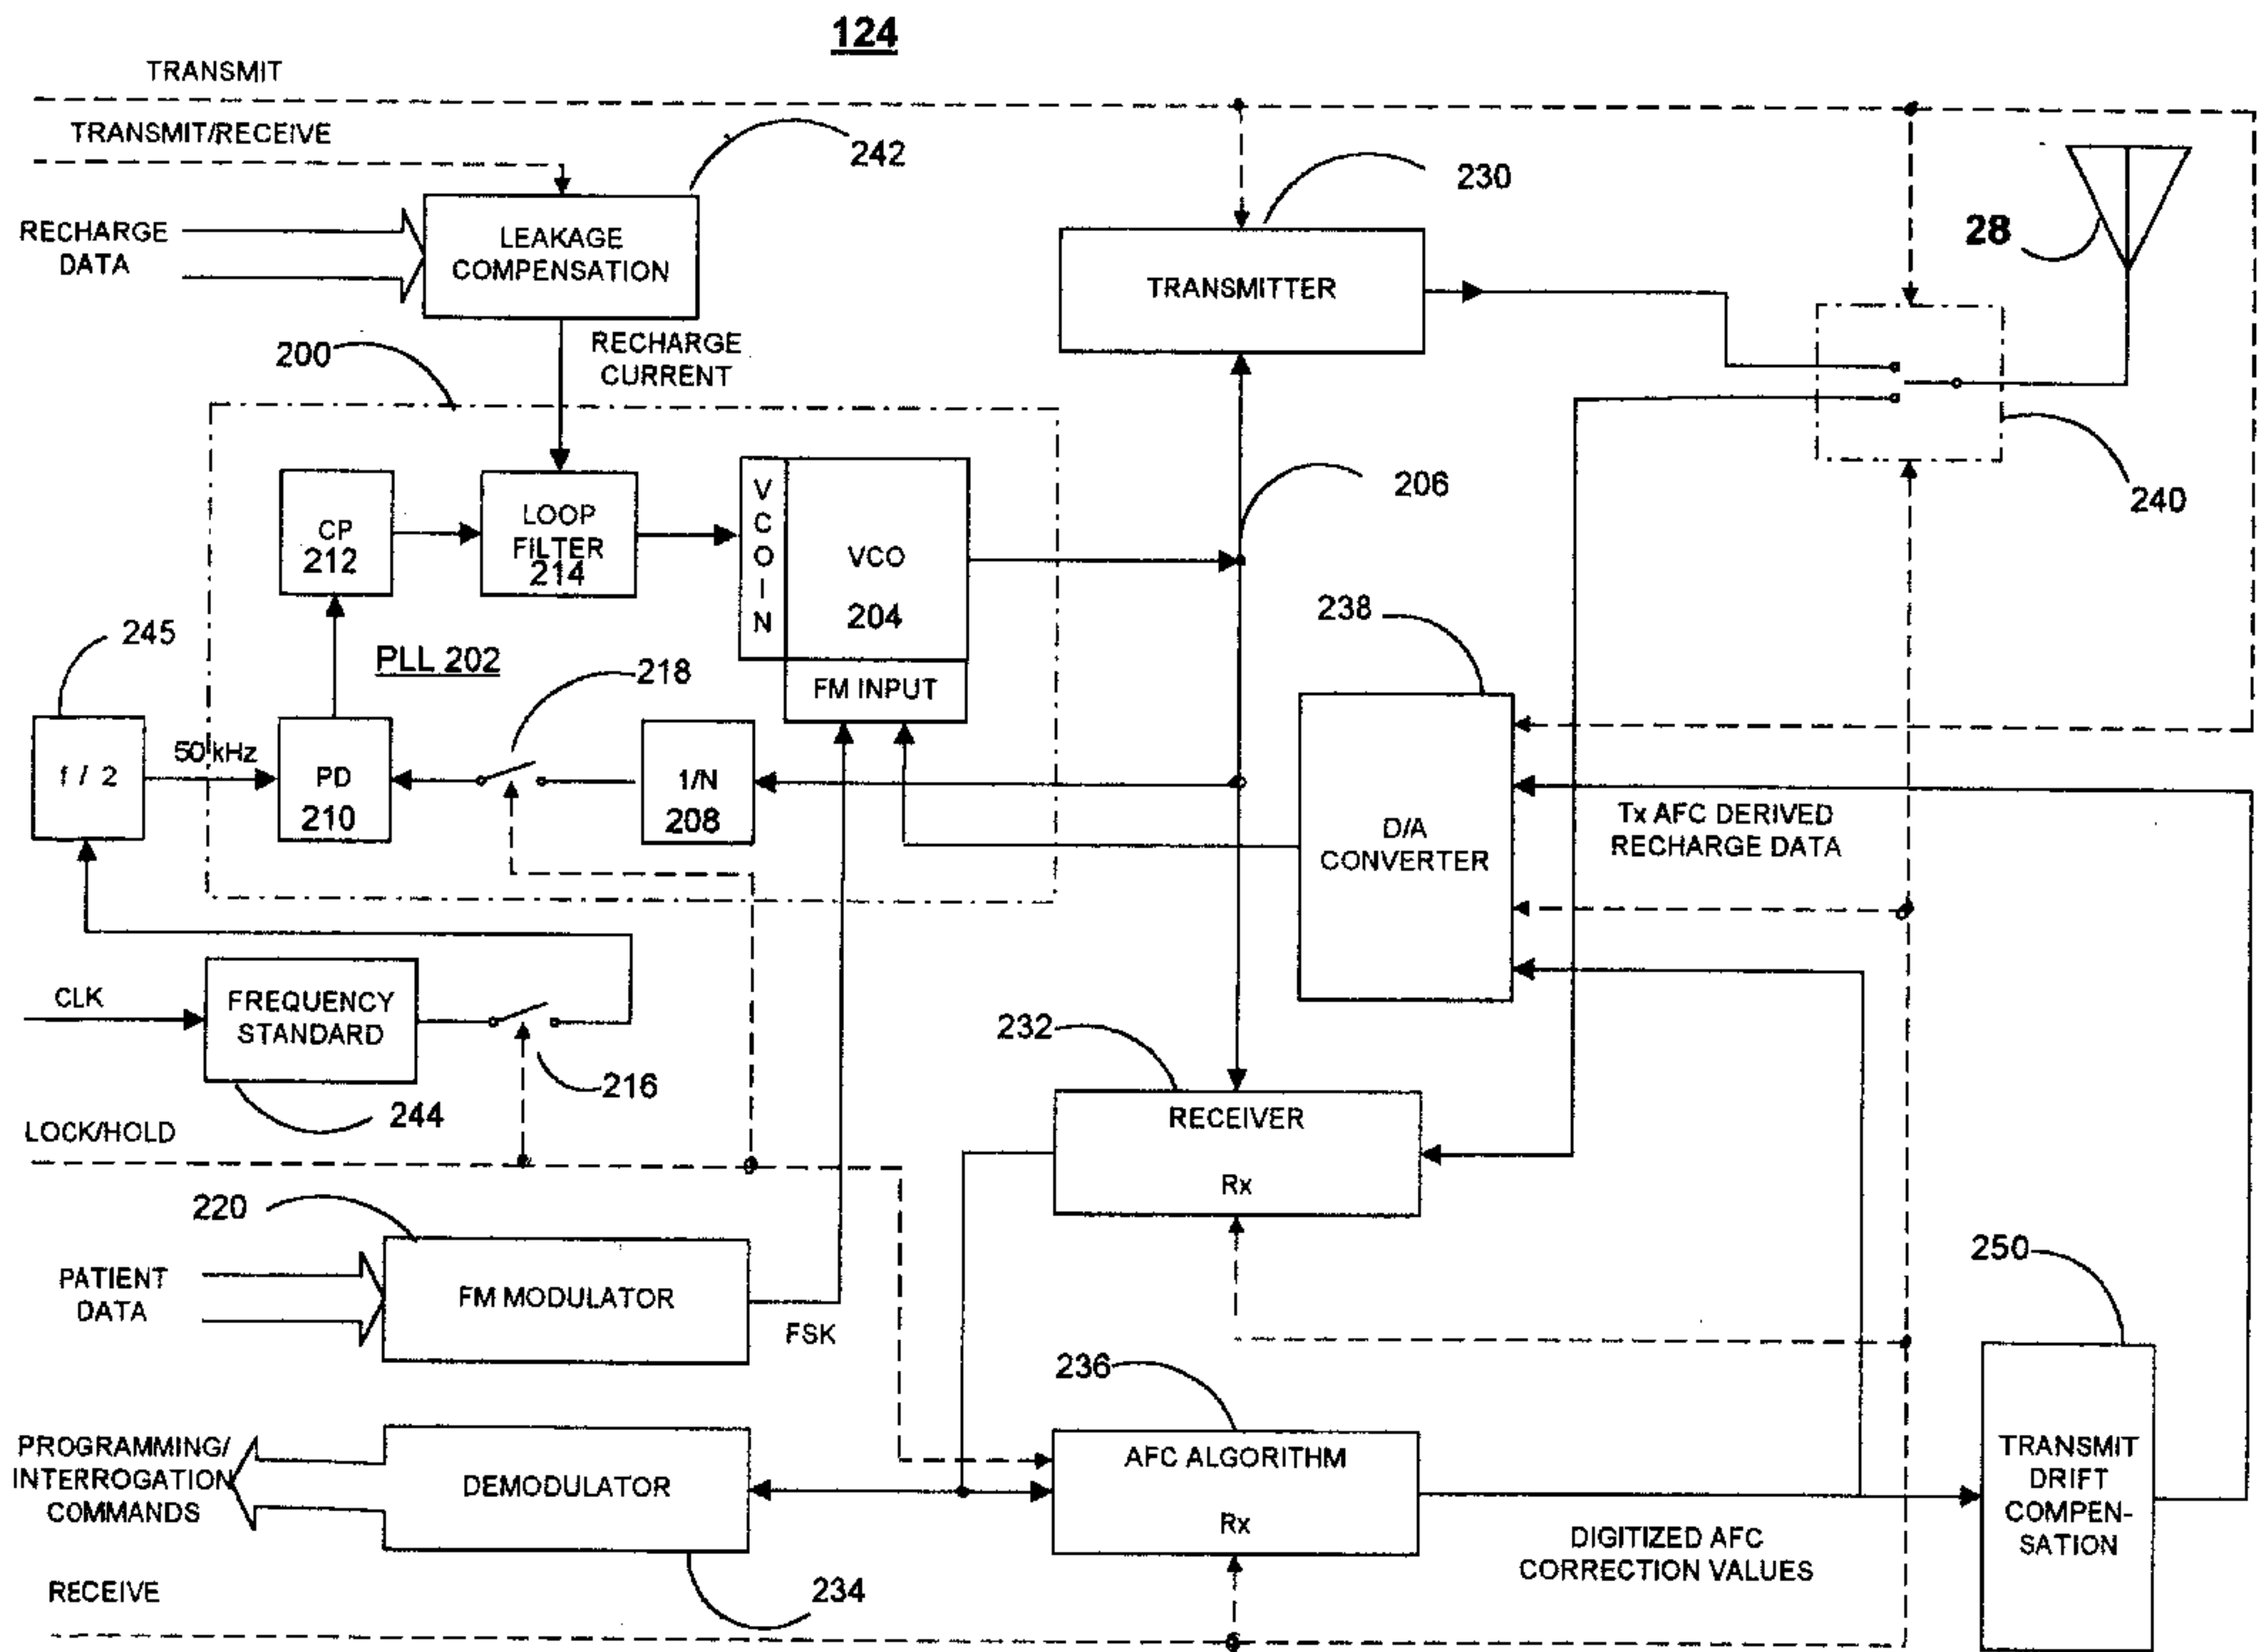 124
TRANSMIT
TRANSMIT/RECEIVE
242
230
RECHARGE
DATA
LEAKAGE
COMPENSATION
TRANSMITTER
28
200
RECHARGE
CURRENT
240
206
CP
212
LOOP
FILTER
214
VCOIN
VCO
204
238
245
PLL 202
218
FM INPUT
f / 2
50 kHz
PD
210
1/N
208
D/A
CONVERTER
Tx AFC DERIVED
RECHARGE DATA
CLK
FREQUENCY
STANDARD
216
244
232
RECEIVER
Rx
LOCK/HOLD
220
PATIENT
DATA
FM MODULATOR
FSK
250
236
PROGRAMMING/
INTERROGATION
COMMANDS
DEMODULATOR
AFC ALGORITHM
Rx
TRANSMIT
DRIFT
COMPEN-
SATION
DIGITIZED AFC
CORRECTION VALUES
RECEIVE
234